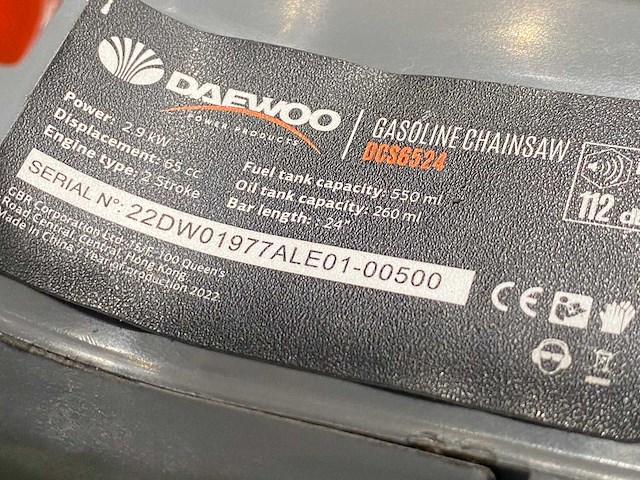 DAEWOO
POWER PRODUCTS
GASOLINE CHAINSAW
DCS6524
Power: 2.9 kW
Displacement: 65 cc
Engine type: 2-Stroke
Fuel tank capacity: 550 ml
Oil tank capacity: 260 ml
Bar length: 24"
SERIAL N°: 22DW01977ALE01-00500
Corporation Ltd. 100 Queen's
Road central, Central, Hong Kong
Made in China, Year of production 2022
112 d
CE